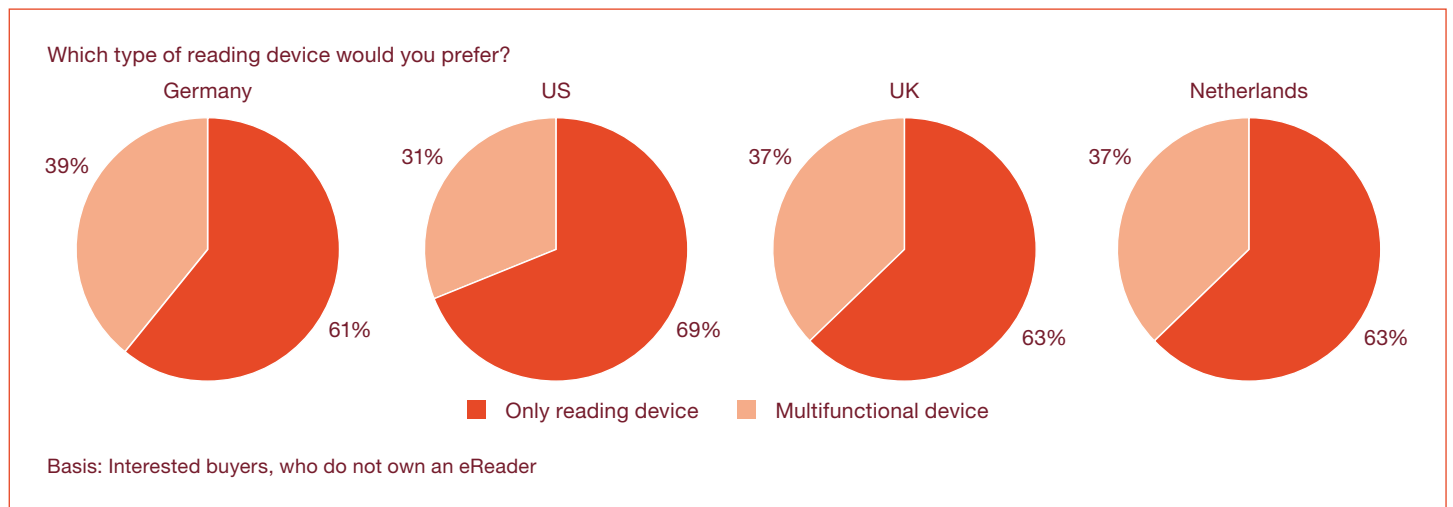 Which type of reading device would you prefer?
Germany
US
UK
Netherlands
39%
61%
31%
69%
37%
63%
37%
63%
Only reading device
Multifunctional device
Basis: Interested buyers, who do not own an eReader